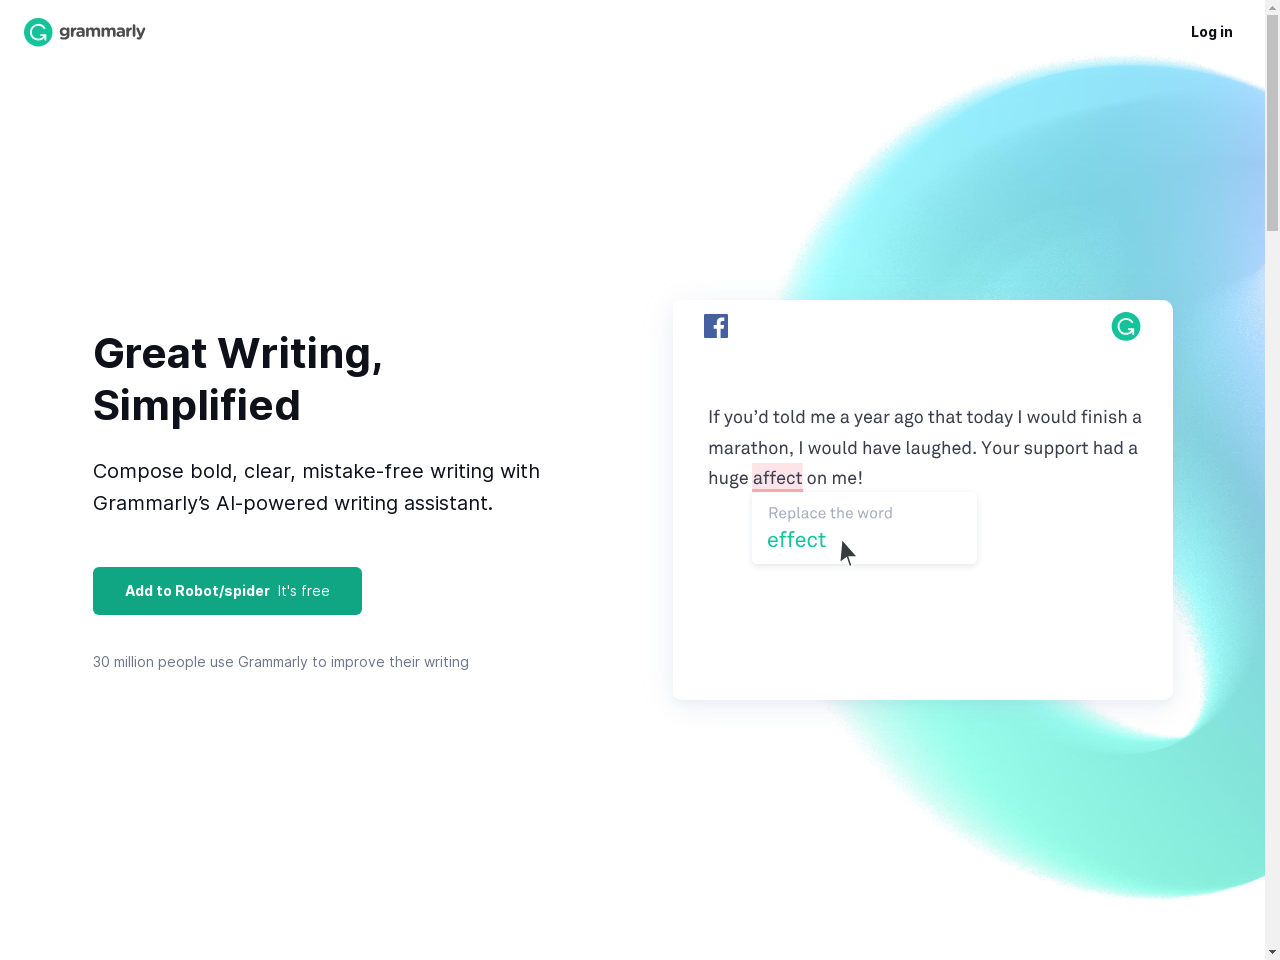 grammarly
Log in
Great Writing,
Simplified
Compose bold, clear, mistake-free writing with
Grammarly’s AI-powered writing assistant.
Add to Robot/spider It's free
30 million people use Grammarly to improve their writing
If you’d told me a year ago that today I would finish a
marathon, I would have laughed. Your support had a
huge affect on me!
Replace the word
effect